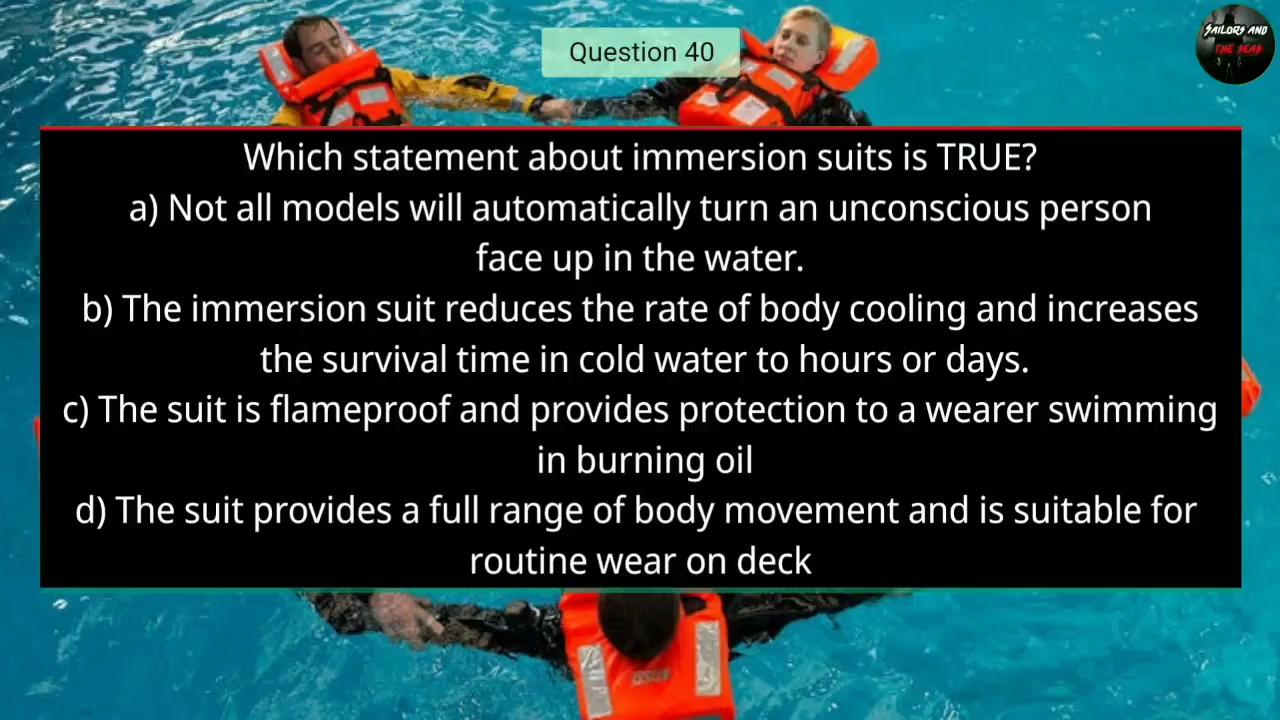 Question 40
SAILORS AND
THE SEAS
Which statement about immersion suits is TRUE?
a) Not all models will automatically turn an unconscious person
face up in the water.
b) The immersion suit reduces the rate of body cooling and increases
the survival time in cold water to hours or days.
c) The suit is flameproof and provides protection to a wearer swimming
in burning oil
d) The suit provides a full range of body movement and is suitable for
routine wear on deck